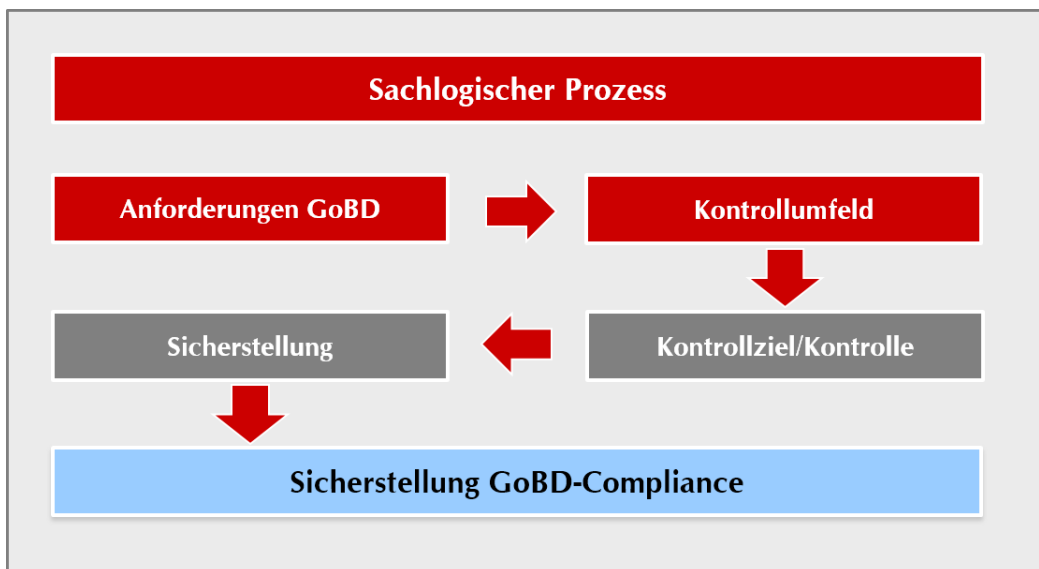 Sachlogischer Prozess
Anforderungen GoBD
Kontrollumfeld
Sicherstellung
Kontrollziel/Kontrolle
Sicherstellung GoBD-Compliance